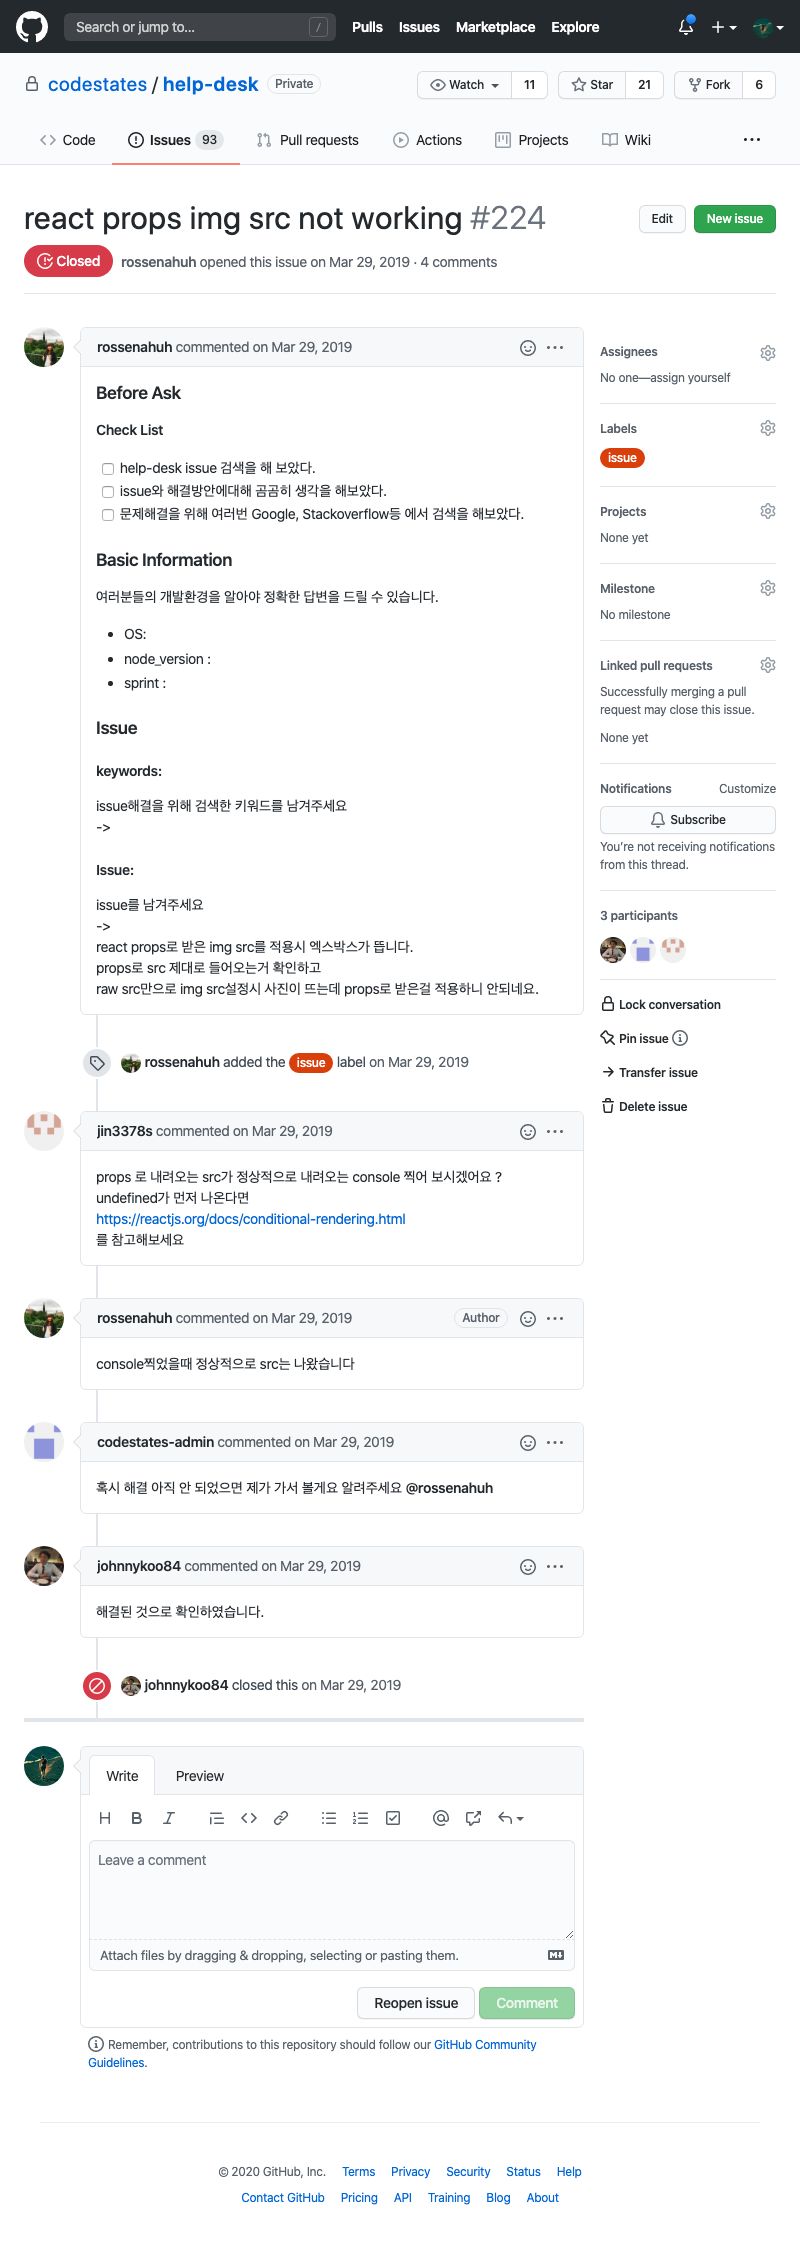 Search or jump to... /
Pulls Issues Marketplace Explore
codestates / help-desk Private
Watch 11 Star 21 Fork 6
Code Issues 93 Pull requests Actions Projects Wiki
react props img src not working #224
Edit New issue
Closed rossenahuh opened this issue on Mar 29, 2019 · 4 comments
rossenahuh commented on Mar 29, 2019
Before Ask
Check List
help-desk issue 검색을 해 보았다.
issue와 해결방안에대해 곰곰히 생각을 해보았다.
문제해결을 위해 여러번 Google, Stackoverflow등 에서 검색을 해보았다.
Basic Information
여러분들의 개발환경을 알아야 정확한 답변을 드릴 수 있습니다.
OS:
node_version :
sprint :
Issue
keywords:
issue해결을 위해 검색한 키워드를 남겨주세요
->
Issue:
issue를 남겨주세요
->
react props로 받은 img src를 적용시 엑스박스가 뜹니다.
props로 src 제대로 들어오는거 확인하고
raw src만으로 img src설정시 사진이 뜨는데 props로 받은걸 적용하니 안되네요.
rossenahuh added the issue label on Mar 29, 2019
jin3378s commented on Mar 29, 2019
props 로 내려오는 src가 정상적으로 내려오는 console 찍어 보시겠어요 ?
undefined가 먼저 나온다면
https://reactjs.org/docs/conditional-rendering.html
를 참고해보세요
rossenahuh commented on Mar 29, 2019 Author
console찍었을때 정상적으로 src는 나왔습니다
codestates-admin commented on Mar 29, 2019
혹시 해결 아직 안 되었으면 제가 가서 볼게요 알려주세요 @rossenahuh
johnnykoo84 commented on Mar 29, 2019
해결된 것으로 확인하였습니다.
johnnykoo84 closed this on Mar 29, 2019
Assignees
No one—assign yourself
Labels
issue
Projects
None yet
Milestone
No milestone
Linked pull requests
Successfully merging a pull
request may close this issue.
None yet
Notifications Customize
Subscribe
You're not receiving notifications
from this thread.
3 participants
Lock conversation
Pin issue
Transfer issue
Delete issue
Write Preview
H B I
Leave a comment
Attach files by dragging & dropping, selecting or pasting them.
Reopen issue Comment
Remember, contributions to this repository should follow our GitHub Community
Guidelines.
© 2020 GitHub, Inc. Terms Privacy Security Status Help
Contact GitHub Pricing API Training Blog About